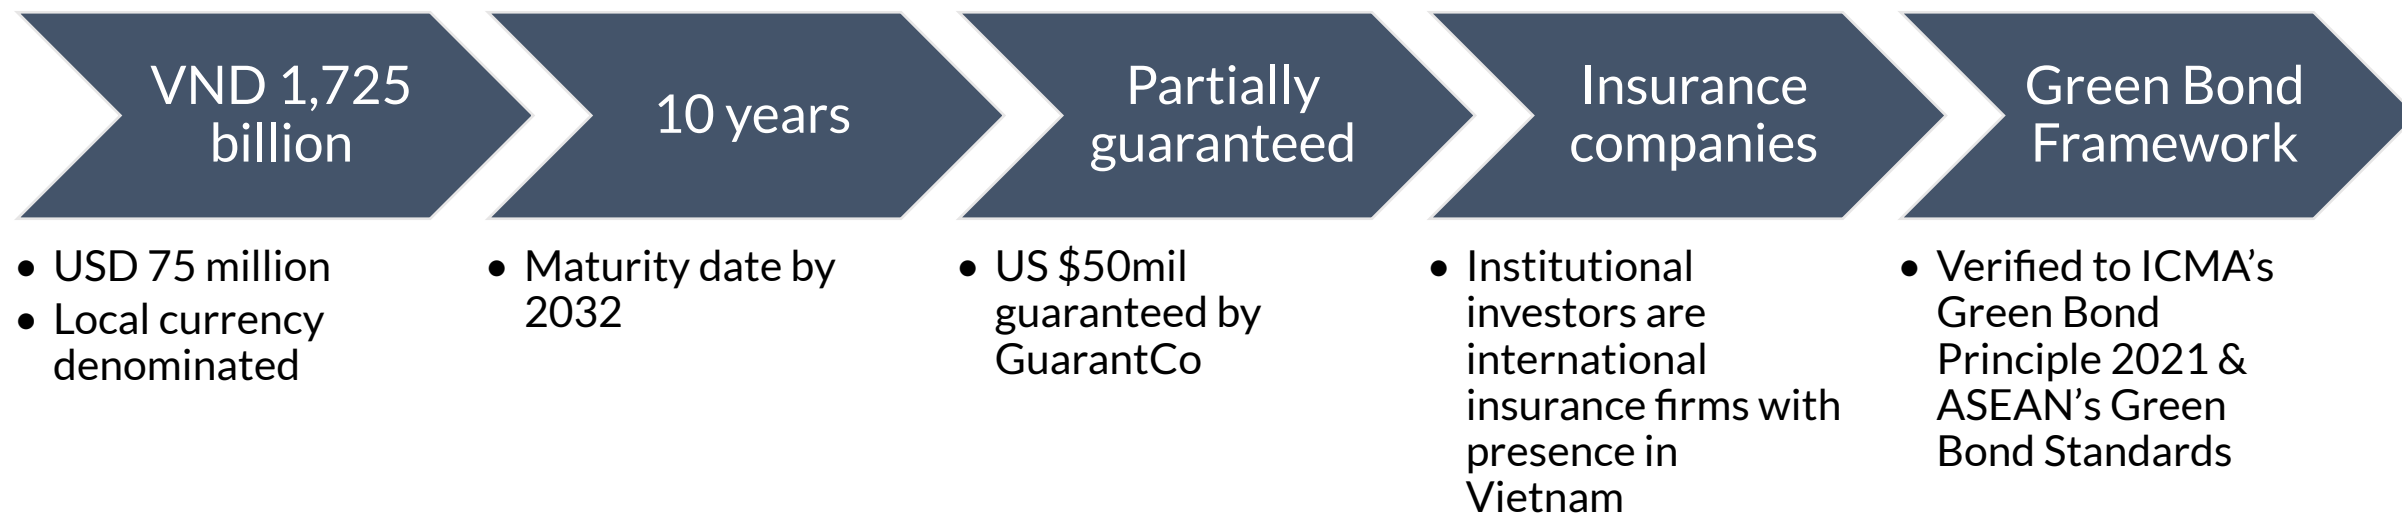 VND 1,725
billion
10 years
Partially
guaranteed
Insurance
companies
Green Bond
Framework
• USD 75 million
• Local currency
denominated
• Maturity date by
2032
• US $50mil
guaranteed by
GuarantCo
• Institutional
investors are
international
insurance firms with
presence in
Vietnam
• Verified to ICMA’s
Green Bond
Principle 2021 &
ASEAN’s Green
Bond Standards